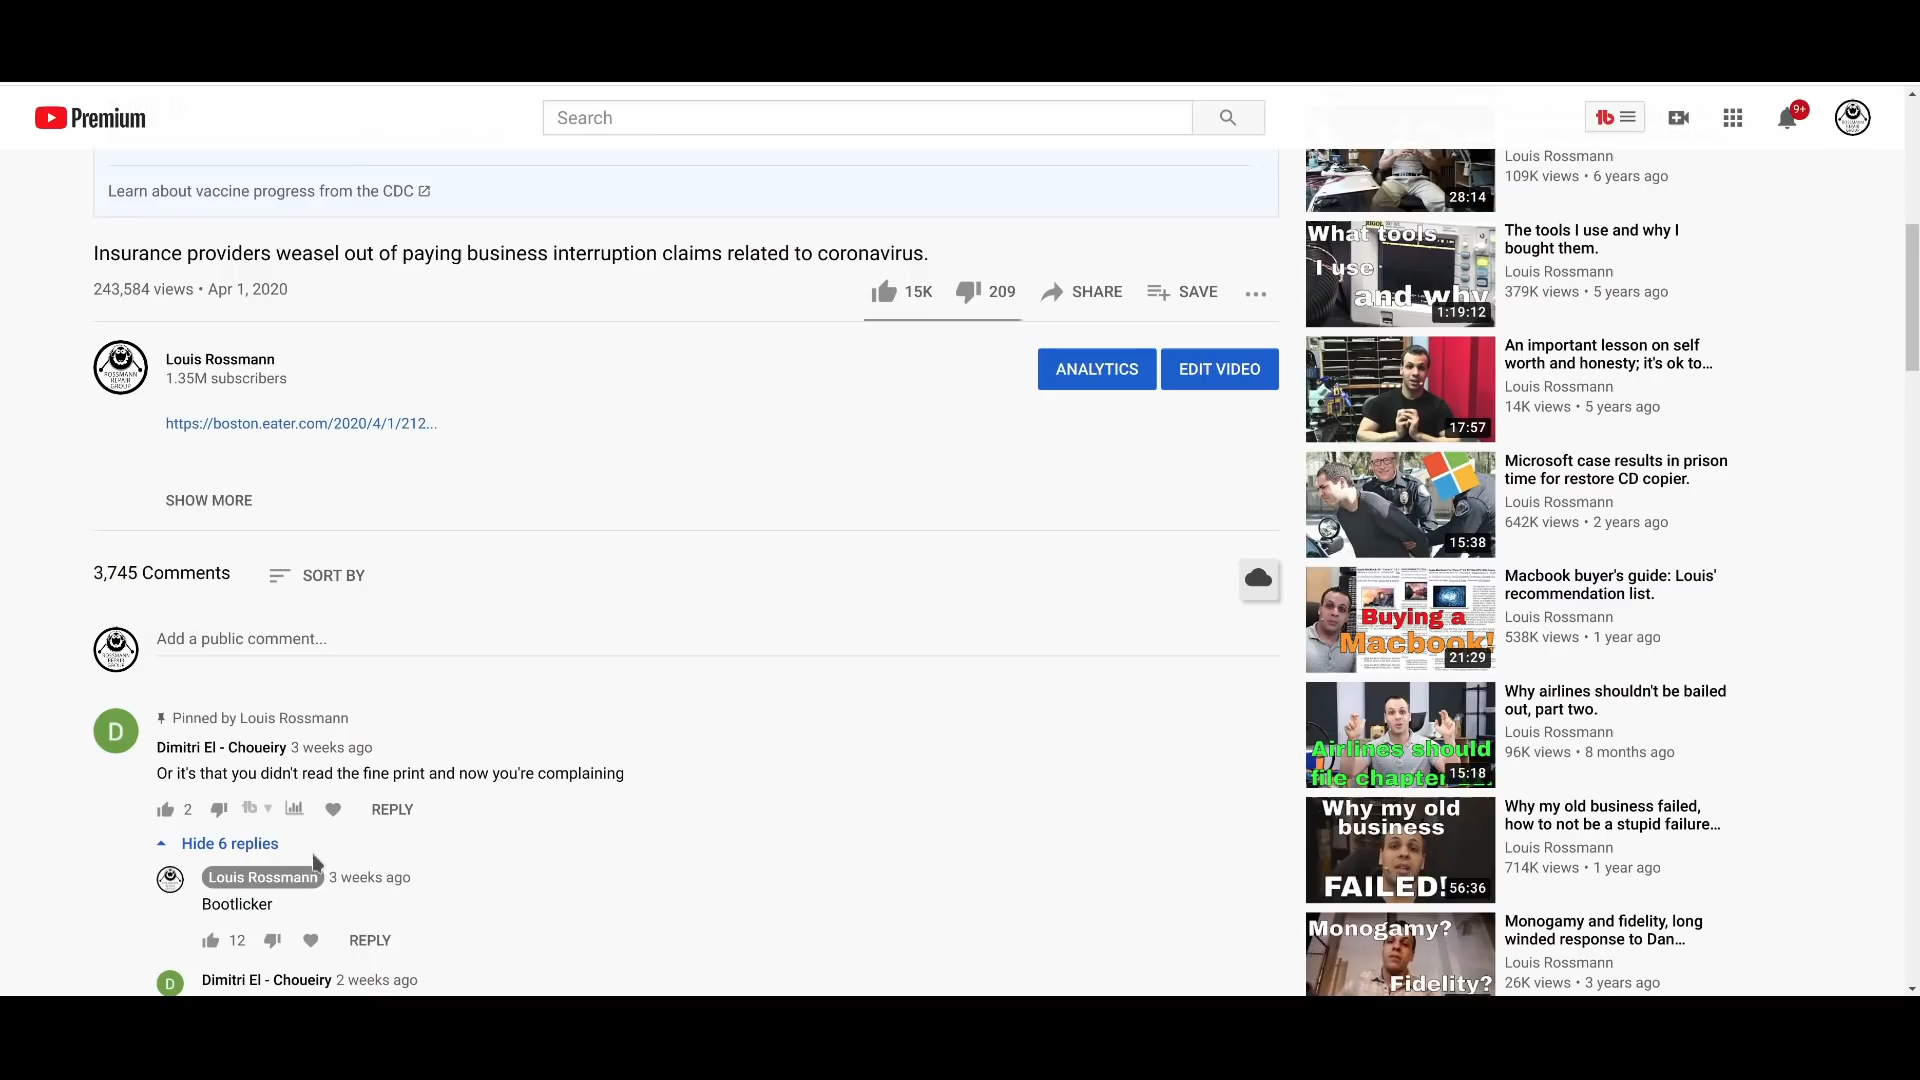 Premium
Search
9+
Learn about vaccine progress from the CDC
Insurance providers weasel out of paying business interruption claims related to coronavirus.
243,584 views • Apr 1, 2020
15K
209
SHARE
SAVE
Louis Rossmann
1.35M subscribers
ANALYTICS
EDIT VIDEO
https://boston.eater.com/2020/4/1/212...
SHOW MORE
3,745 Comments
SORT BY
Add a public comment...
Pinned by Louis Rossmann
Dimitri El - Choueiry 3 weeks ago
Or it's that you didn't read the fine print and now you're complaining
2
REPLY
Hide 6 replies
Louis Rossmann 3 weeks ago
Bootlicker
12
REPLY
D
Dimitri El - Choueiry 2 weeks ago
28:14
Louis Rossmann
109K views • 6 years ago
What tools
I use
and why
1:19:12
The tools I use and why I
bought them.
Louis Rossmann
379K views • 5 years ago
17:57
An important lesson on self
worth and honesty; it's ok to...
Louis Rossmann
14K views • 5 years ago
15:38
Microsoft case results in prison
time for restore CD copier.
Louis Rossmann
642K views • 2 years ago
Buying a
Macbook!
21:29
Macbook buyer's guide: Louis'
recommendation list.
Louis Rossmann
538K views • 1 year ago
Airlines should
file chapter
15:18
Why airlines shouldn't be bailed
out, part two.
Louis Rossmann
96K views • 8 months ago
Why my old
business
FAILED!
56:36
Why my old business failed,
how to not be a stupid failure...
Louis Rossmann
714K views • 1 year ago
Monogamy?
Fidelity?
Monogamy and fidelity, long
winded response to Dan...
Louis Rossmann
26K views • 3 years ago